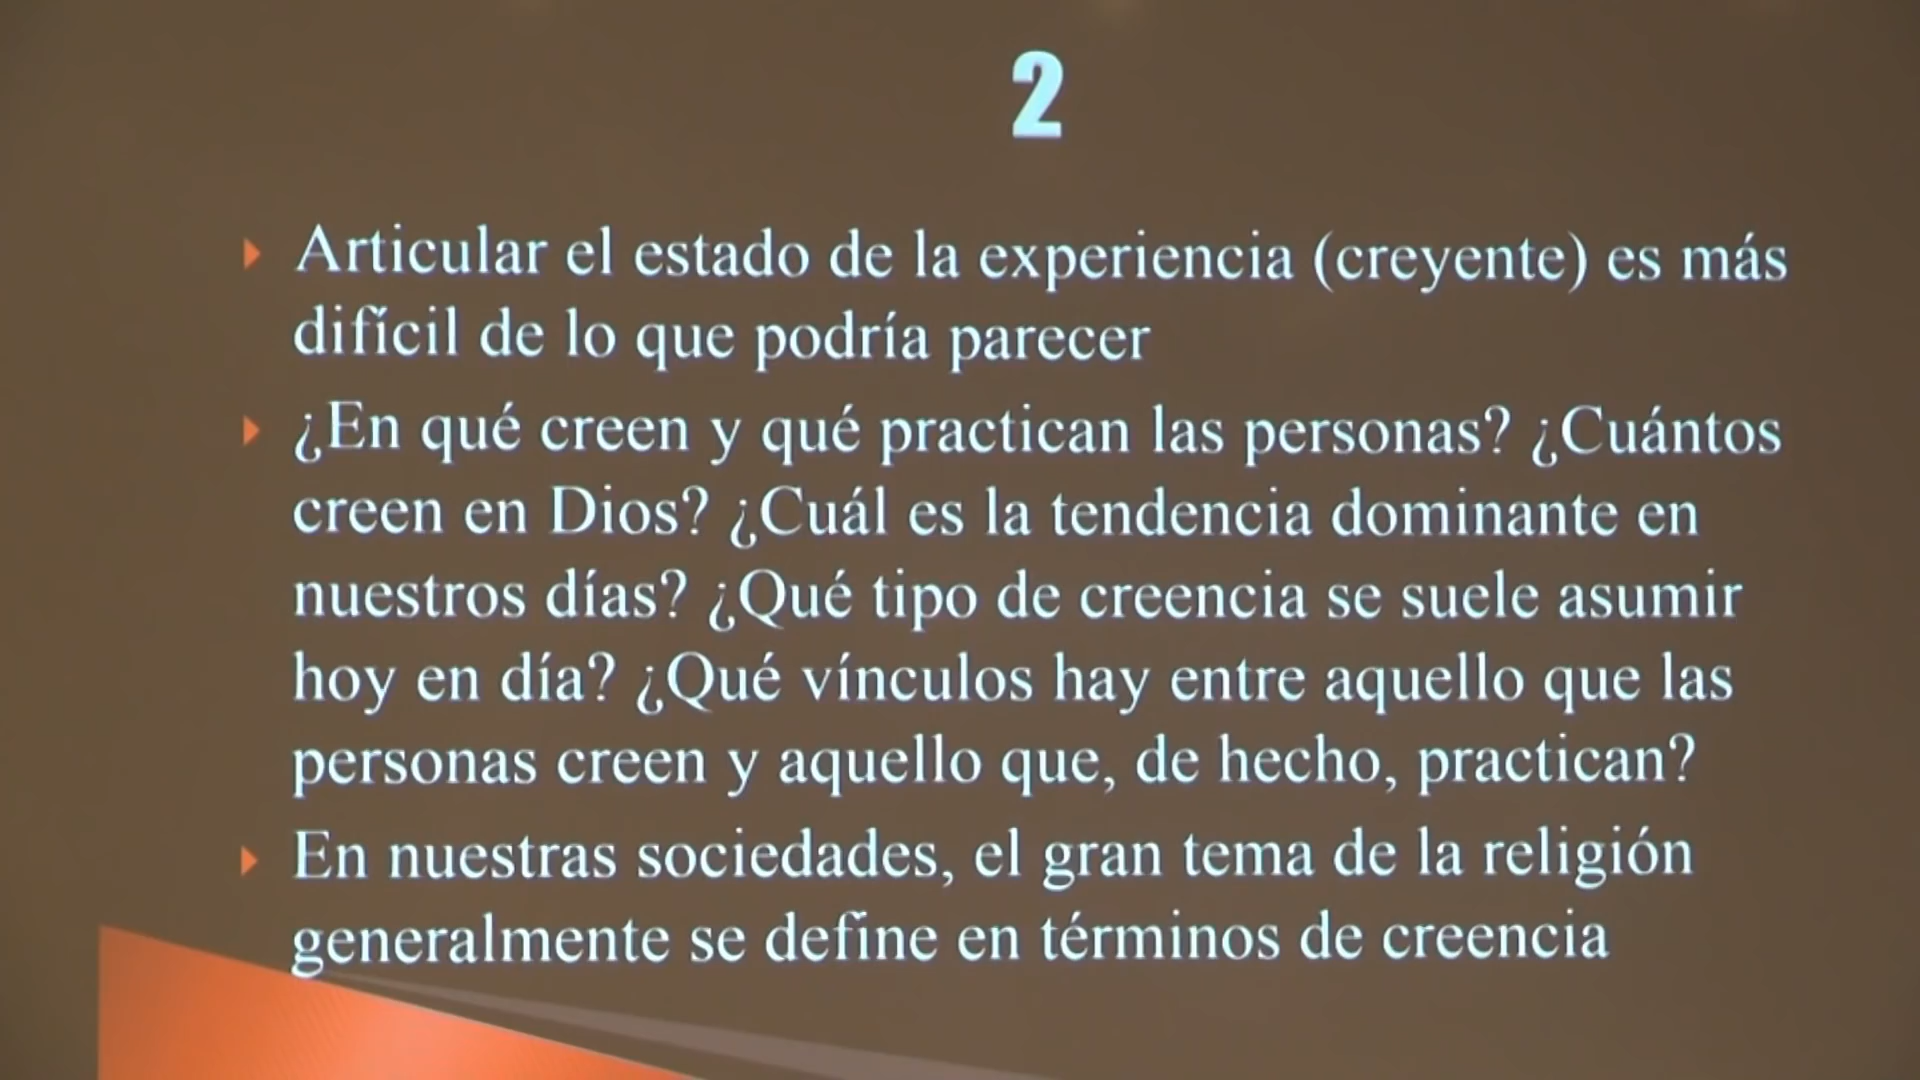 2
Articular el estado de la experiencia (creyente) es más
difícil de lo que podría parecer
¿En qué creen y qué practican las personas? ¿Cuántos
creen en Dios? ¿Cuál es la tendencia dominante en
nuestros días? ¿Qué tipo de creencia se suele asumir
hoy en día? ¿Qué vínculos hay entre aquello que las
personas creen y aquello que, de hecho, practican?
En nuestras sociedades, el gran tema de la religión
generalmente se define en términos de creencia